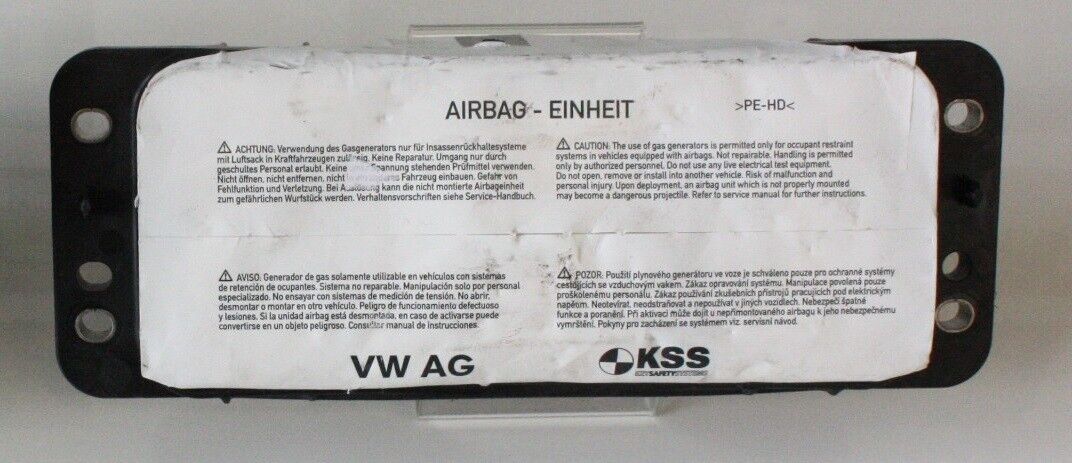 AIRBAG - EINHEIT
>PE-HD<
⚠ ACHTUNG: Verwendung des Gasgenerators nur für Insassenrückhaltesysteme
mit Luftsack in Kraftfahrzeugen zulässig. Keine Reparatur. Umgang nur durch
geschultes Personal erlaubt. Keine Spannung stehenden Prüfmittel verwenden.
Nicht öffnen, nicht entfernen, nicht Fahrzeug einbauen. Gefahr von
Fehlfunktion und Verletzung. Bei Auslösung kann die nicht montierte Airbageinheit
zum gefährlichen Wurfstück werden. Verhaltensvorschriften siehe Service-Handbuch.
⚠ CAUTION: The use of gas generators is permitted only for occupant restraint
systems in vehicles equipped with airbags. Not repairable. Handling is permitted
only by authorized personnel. Do not use any live electrical test equipment.
Do not open, remove or install into another vehicle. Risk of malfunction and
personal injury. Upon deployment, an airbag unit which is not properly mounted
may become a dangerous projectile. Refer to service manual for further instructions.
⚠ AVISO: Generador de gas solamente utilizable en vehículos con sistemas
de retención de ocupantes. Sistema no reparable. Manipulación solo por personal
especializado. No ensayar con sistemas de medición de tensión. No abrir,
desmontar o montar en otro vehículo. Peligro de funcionamiento defectuoso
y lesiones. Si la unidad airbag está desmontada, en caso de activarse puede
convertirse en un objeto peligroso. Consultar manual de instrucciones.
⚠ POZOR: Použití plynového generátoru ve voze je schváleno pouze pro ochranné systémy
cestujících se vzduchovým vakem. Zákaz opravování systému. Manipulace povolená pouze
proškolenému personálu. Zákaz používání zkušebních přístrojů pracujících pod elektrickým
napětím. Neotevírat, neodstraňovat a nepoužívat v jiných vozidlech. Nebezpečí špatné
funkce a poranění. Při aktivaci může dojít u nepřimontovaného airbagu k jeho nebezpečnému
vymrštění. Pokyny pro zacházení se systémem viz. servisní návod.
VW AG
KSS
KEY SAFETY SYSTEMS